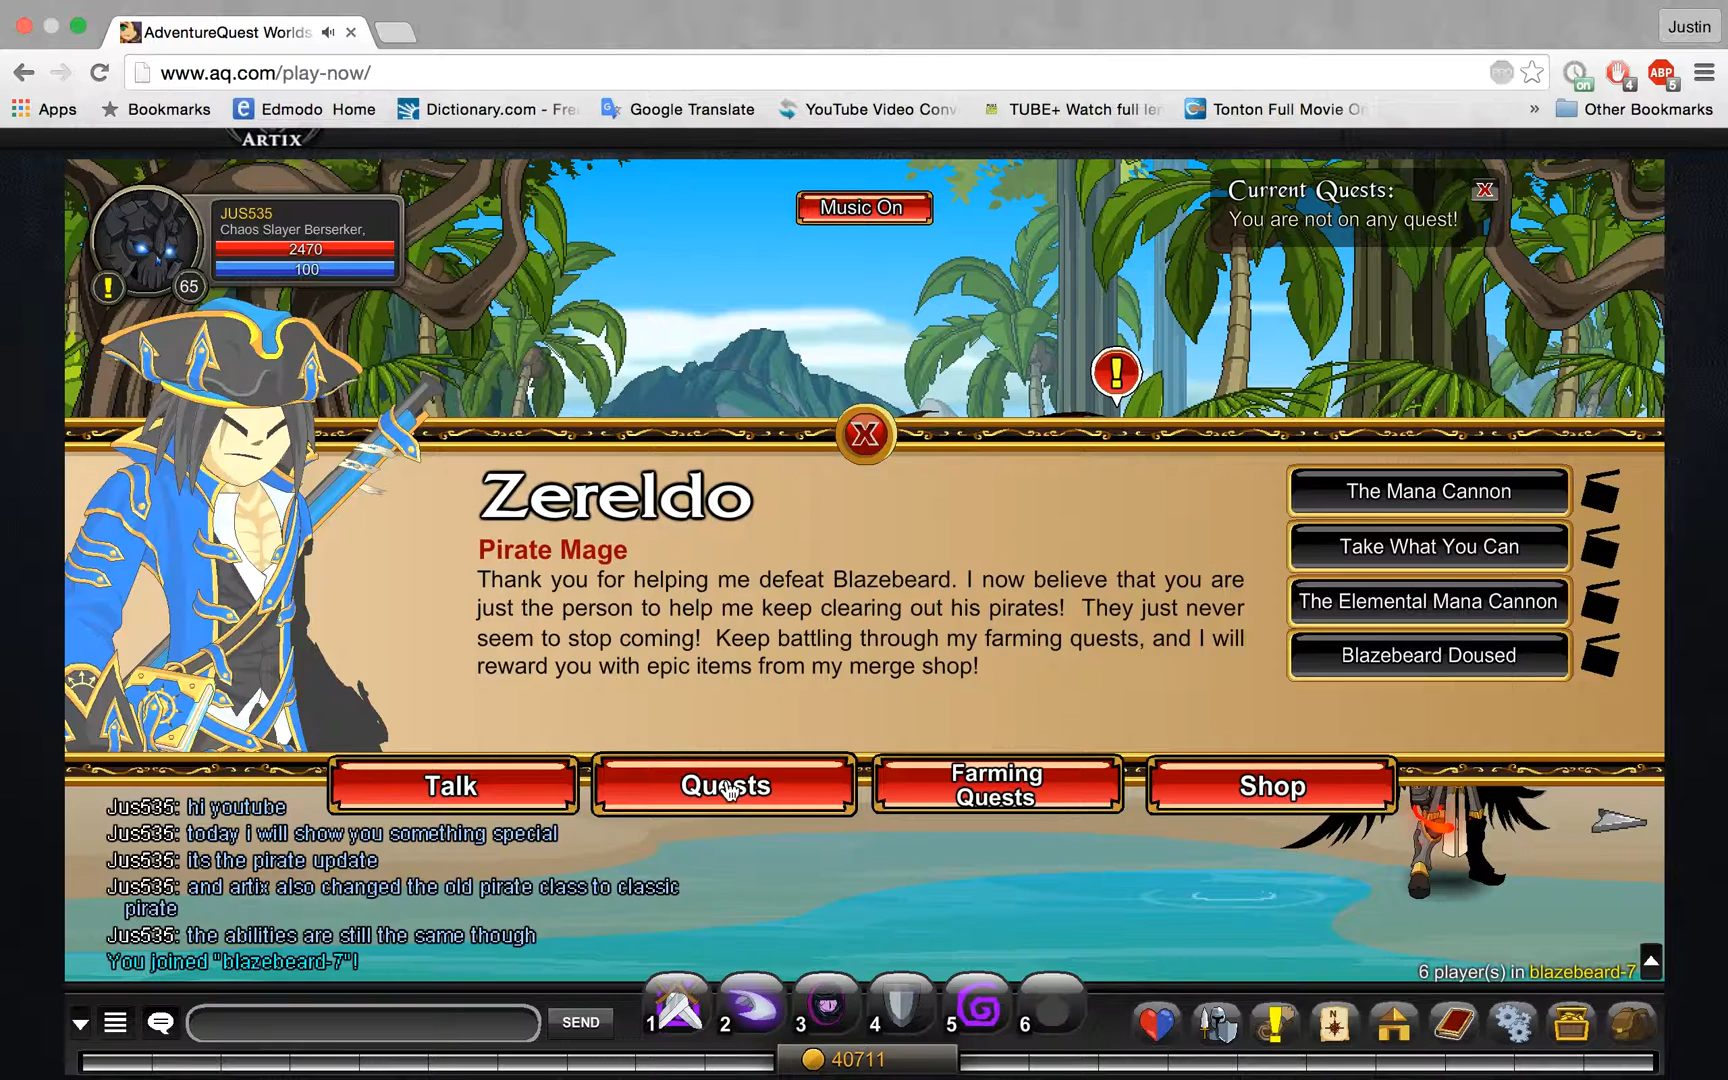 AdventureQuest Worlds
Justin
www.aq.com/play-now/
PRO
on
4
ABP
5
Apps
Bookmarks
Edmodo Home
Dictionary.com - Fre
Google Translate
YouTube Video Conv
TUBE+ Watch full len
Tonton Full Movie On
»
Other Bookmarks
ARTIX
JUS535
Chaos Slayer Berserker,
2470
100
65
Music On
Current Quests:
You are not on any quest!
X
Zereldo
Pirate Mage
Thank you for helping me defeat Blazebeard. I now believe that you are
just the person to help me keep clearing out his pirates! They just never
seem to stop coming! Keep battling through my farming quests, and I will
reward you with epic items from my merge shop!
The Mana Cannon
Take What You Can
The Elemental Mana Cannon
Blazebeard Doused
Talk
Quests
Farming
Quests
Shop
Jus535: hi youtube
Jus535: today i will show you something special
Jus535: its the pirate update
Jus535: and artix also changed the old pirate class to classic
pirate
Jus535: the abilities are still the same though
You joined "blazebeard-7"!
6 player(s) in blazebeard-7
SEND
1
2
3
4
5
6
N
40711